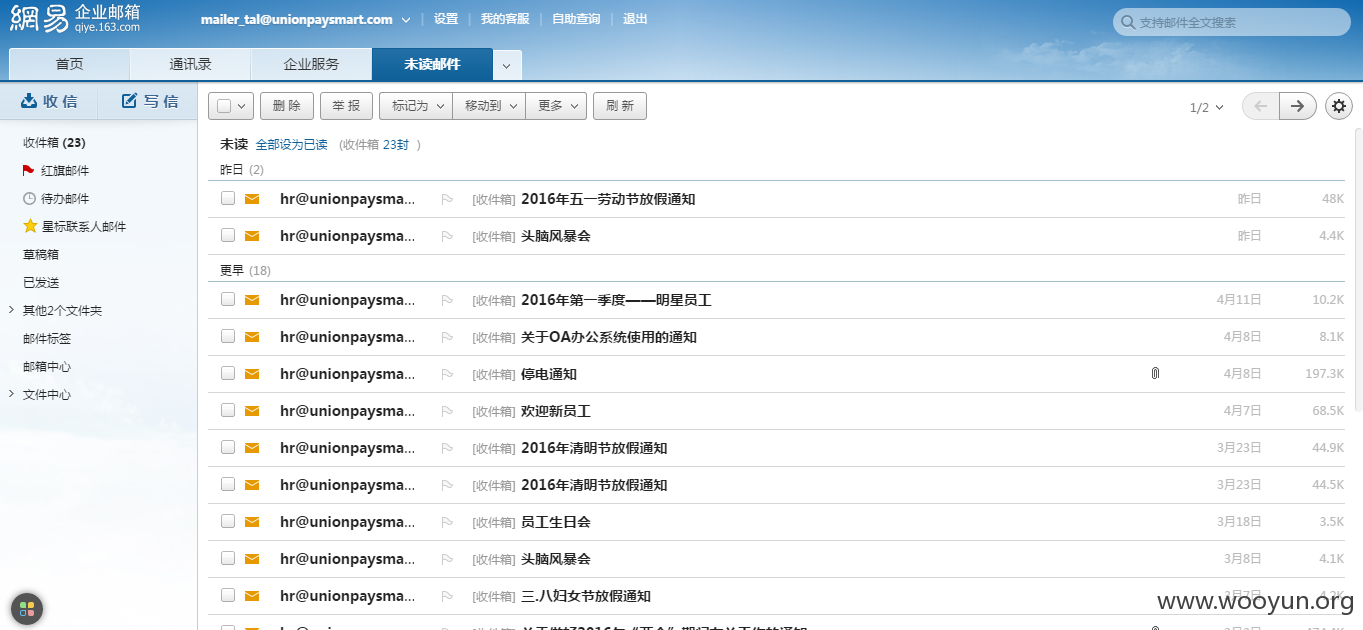 網易 企业邮箱 qiye.163.com
mailer_tal@unionpaysmart.com 设置 我的客服 自助查询 退出
支持邮件全文搜索
首页 通讯录 企业服务 未读邮件
收信 写信
删 除 举 报 标记为 移动到 更多 刷 新 1/2
收件箱 (23)
红旗邮件
待办邮件
星标联系人邮件
草稿箱
已发送
其他2个文件夹
邮件标签
邮箱中心
文件中心
未读 全部设为已读 (收件箱 23封 )
昨日 (2)
hr@unionpaysma... [收件箱] 2016年五一劳动节放假通知 昨日 48K
hr@unionpaysma... [收件箱] 头脑风暴会 昨日 4.4K
更早 (18)
hr@unionpaysma... [收件箱] 2016年第一季度——明星员工 4月11日 10.2K
hr@unionpaysma... [收件箱] 关于OA办公系统使用的通知 4月8日 8.1K
hr@unionpaysma... [收件箱] 停电通知 4月8日 197.3K
hr@unionpaysma... [收件箱] 欢迎新员工 4月7日 68.5K
hr@unionpaysma... [收件箱] 2016年清明节放假通知 3月23日 44.9K
hr@unionpaysma... [收件箱] 2016年清明节放假通知 3月23日 44.5K
hr@unionpaysma... [收件箱] 员工生日会 3月18日 3.5K
hr@unionpaysma... [收件箱] 头脑风暴会 3月8日 4.1K
hr@unionpaysma... [收件箱] 三.八妇女节放假通知 3月7日
www.wooyun.org